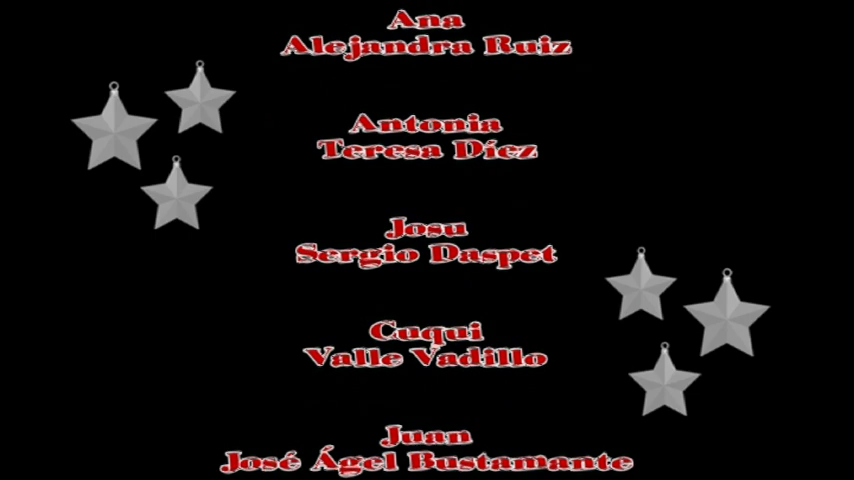 Ana
Alejandra Ruiz
Antonia
Teresa Díez
Josu
Sergio Daspet
Cuqui
Valle Vadillo
Juan
José Ágel Bustamante